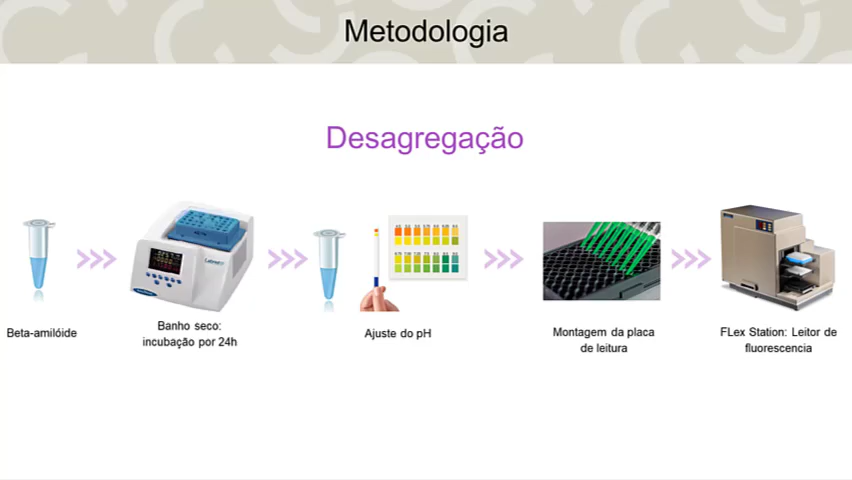 Metodologia
Desagregação
Beta-amilóide
Banho seco:
incubação por 24h
Ajuste do pH
Montagem da placa
de leitura
FLex Station: Leitor de
fluorescencia